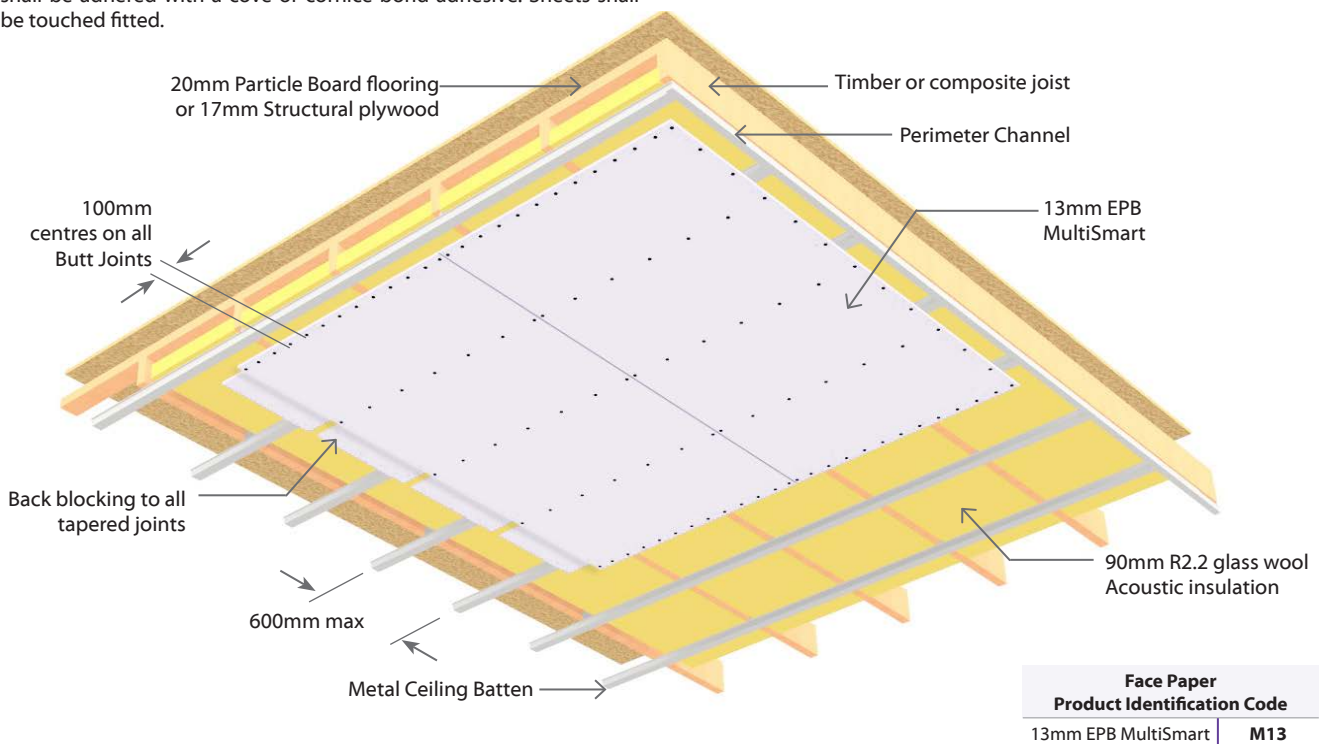 shall be adhered with a cove or cornice bond adhesive. Sheets shall
be touched fitted.
20mm Particle Board flooring
or 17mm Structural plywood
Timber or composite joist
Perimeter Channel
100mm
centres on all
Butt Joints
13mm EPB
MultiSmart
Back blocking to all
tapered joints
90mm R2.2 glass wool
Acoustic insulation
600mm max
Metal Ceiling Batten
Face Paper
Product Identification Code
13mm EPB MultiSmart M13